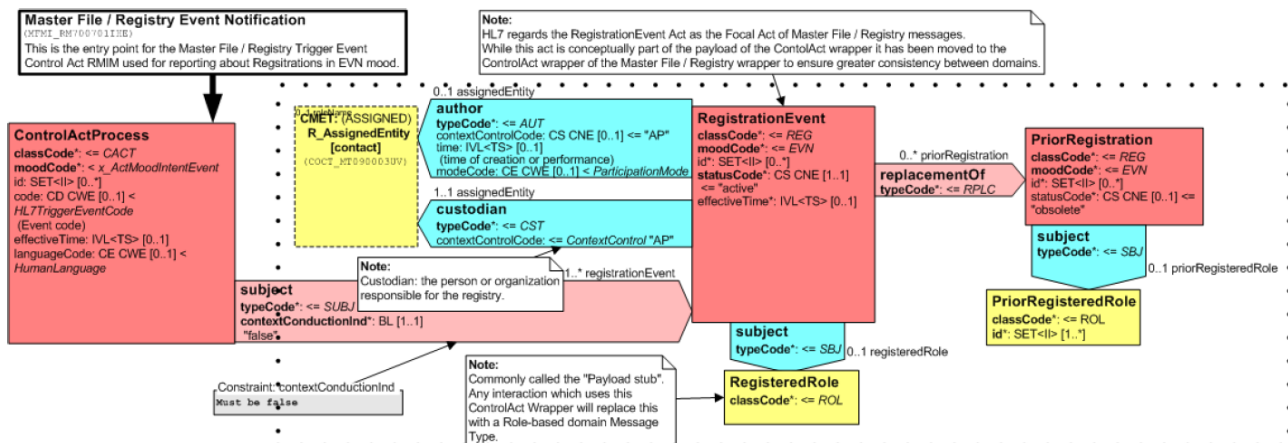 Master File / Registry Event Notification
(MFMI_RM700701IXE)
This is the entry point for the Master File / Registry Trigger Event
Control Act RMIM used for reporting about Regsitrations in EVN mood.
Note:
HL7 regards the RegistrationEvent Act as the Focal Act of Master File / Registry messages.
While this act is conceptually part of the payload of the ContolAct wrapper it has been moved to the
ControlAct wrapper of the Master File / Registry wrapper to ensure greater consistency between domains.
ControlActProcess
classCode*: <= CACT
moodCode*: < x_ActMoodIntentEvent
id: SET<II> [0..*]
code: CD CWE [0..1] <
HL7TriggerEventCode
(Event code)
effectiveTime: IVL<TS> [0..1]
languageCode: CE CWE [0..1] <
HumanLanguage
CMET: (ASSIGNED)
R_AssignedEntity
[contact]
(COCT_MT090003UV)
0..1 assignedEntity
author
typeCode*: <= AUT
contextControlCode: CS CNE [0..1] <= "AP"
time: IVL<TS> [0..1]
(time of creation or performance)
modeCode: CE CWE [0..1] < ParticipationMode
1..1 assignedEntity
custodian
typeCode*: <= CST
contextControlCode: <= ContextControl "AP"
Note:
Custodian: the person or organization
responsible for the registry.
1..* registrationEvent
subject
typeCode*: <= SUBJ
contextConductionInd*: BL [1..1]
"false"
Constraint: contextConductionInd
Must be false
RegistrationEvent
classCode*: <= REG
moodCode*: <= EVN
id*: SET<II> [0..1]
statusCode*: CS CNE [1..1]
<= "active"
effectiveTime*: IVL<TS> [0..1]
0..* priorRegistration
replacementOf
typeCode*: <= RPLC
PriorRegistration
classCode*: <= REG
moodCode*: <= EVN
id*: SET<II> [0..*]
statusCode*: CS CNE [0..1] <=
"obsolete"
subject
typeCode*: <= SBJ
0..1 priorRegisteredRole
PriorRegisteredRole
classCode*: <= ROL
id*: SET<II> [1..*]
subject
typeCode*: <= SBJ
0..1 registeredRole
Note:
Commonly called the "Payload stub".
Any interaction which uses this
ControlAct Wrapper will replace this
with a Role-based domain Message
Type.
RegisteredRole
classCode*: <= ROL